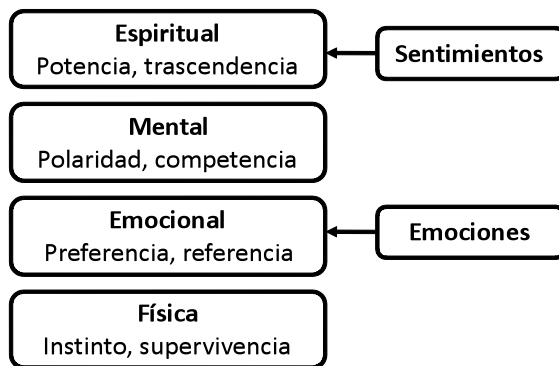 Espiritual
Potencia, trascendencia
Sentimientos
Mental
Polaridad, competencia
Emocional
Preferencia, referencia
Emociones
Física
Instinto, supervivencia